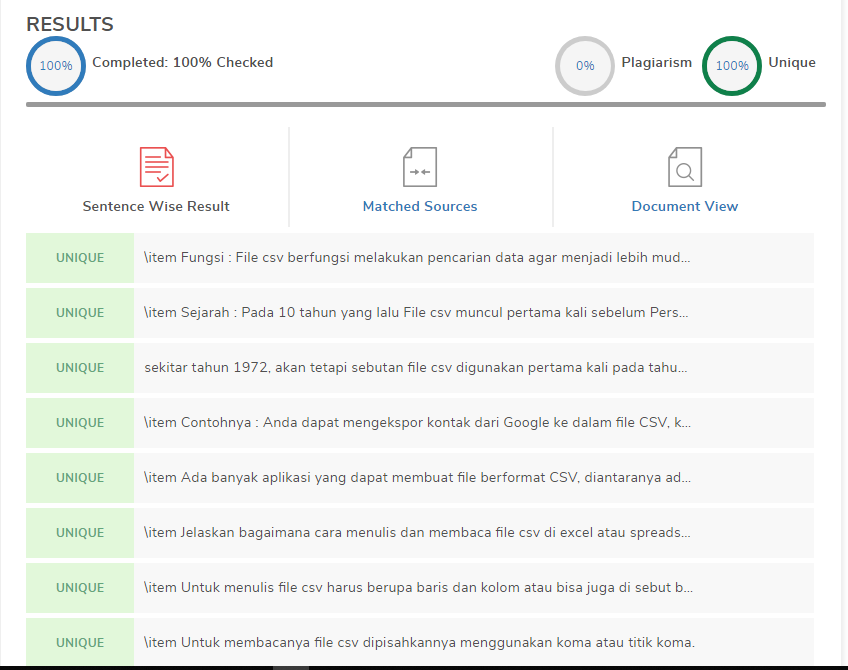 RESULTS
100% Completed: 100% Checked 0% Plagiarism 100% Unique
Sentence Wise Result Matched Sources Document View
UNIQUE \item Fungsi : File csv berfungsi melakukan pencarian data agar menjadi lebih mud...
UNIQUE \item Sejarah : Pada 10 tahun yang lalu File csv muncul pertama kali sebelum Pers...
UNIQUE sekitar tahun 1972, akan tetapi sebutan file csv digunakan pertama kali pada tahu...
UNIQUE \item Contohnya : Anda dapat mengekspor kontak dari Google ke dalam file CSV, k...
UNIQUE \item Ada banyak aplikasi yang dapat membuat file berformat CSV, diantaranya ad...
UNIQUE \item Jelaskan bagaimana cara menulis dan membaca file csv di excel atau spreads...
UNIQUE \item Untuk menulis file csv harus berupa baris dan kolom atau bisa juga di sebut b...
UNIQUE \item Untuk membacanya file csv dipisahkannya menggunakan koma atau titik koma.